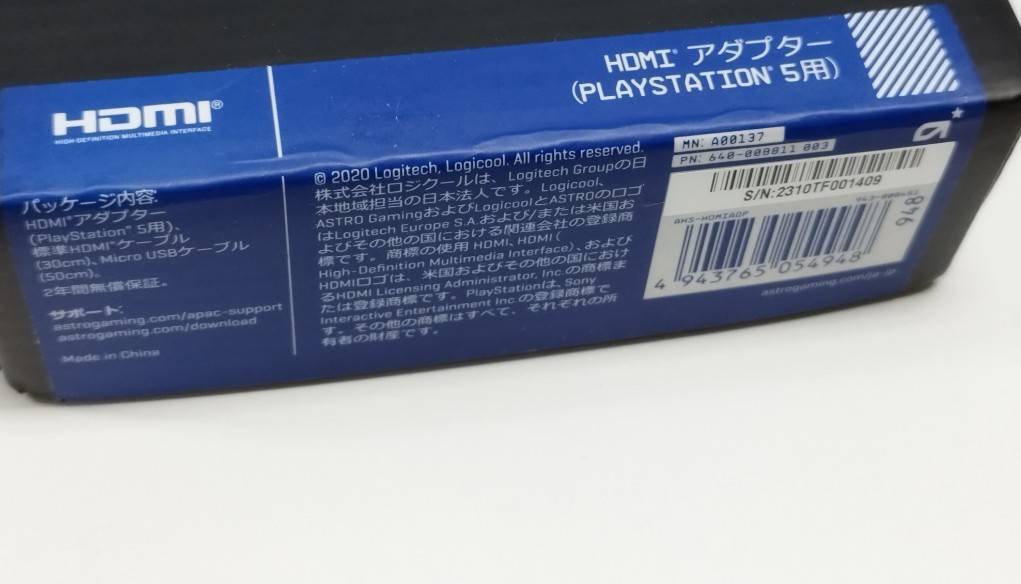 HDMI®
HIGH-DEFINITION MULTIMEDIA INTERFACE
パッケージ内容:
HDMI®アダプター
(PlayStation® 5用)、
標準HDMI®ケーブル
(30cm)、Micro USBケーブル
(50cm)。
2年間無償保証。
サポート:
astrogaming.com/apac-support
astrogaming.com/download
Made in China
© 2020 Logitech, Logicool. All rights reserved.
株式会社ロジクールは、Logitech Groupの日
本地域担当の日本法人です。Logicool、
ASTRO GamingおよびLogicoolとASTROのロゴ
はLogitech Europe S.A.および/または米国お
よびその他の国における関連会社の登録商
標です。商標の使用 HDMI、HDMI (
High-Definition Multimedia Interface)、および
HDMIロゴは、米国およびその他の国におけ
るHDMI Licensing Administrator, Inc.の商標ま
たは登録商標です。PlayStationは、Sony
Interactive Entertainment Inc.の登録商標で
す。その他の商標はすべて、それぞれの所
有者の財産です。
HDMI® アダプター
(PLAYSTATION® 5用)
MN: A00137
PN: 640-008811 003
S/N:2310TF001409
AHS-HDMIADP
943-000451
948
4 943765 054948
astrogaming.com/ja-jp